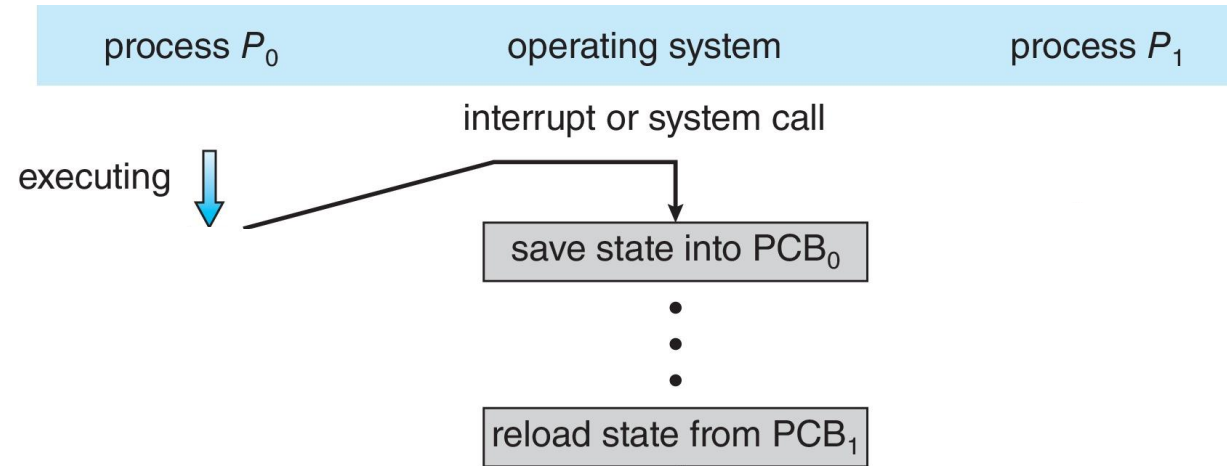 process P₀
operating system
process P₁
interrupt or system call
executing
save state into PCB₀
reload state from PCB₁